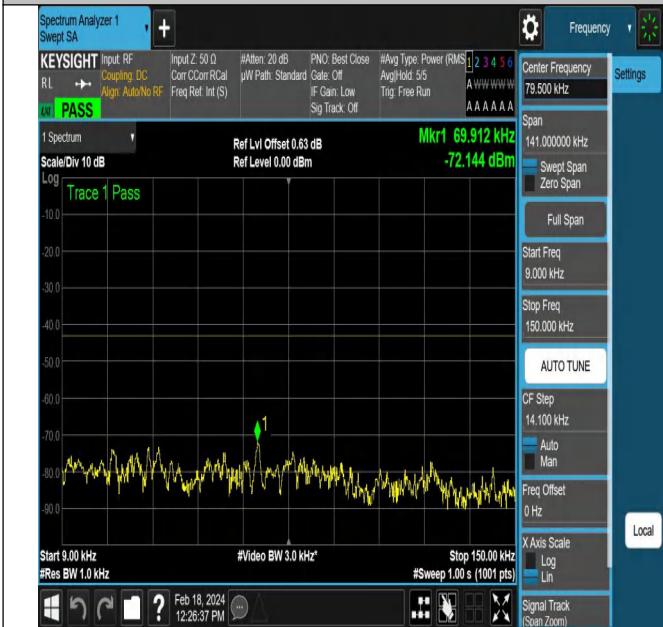 Spectrum Analyzer 1
Swept SA
+
Frequency
KEYSIGHT
RL
PASS
Input: RF
Coupling: DC
Align: Auto/No RF
Input Z: 50 Ω
Corr CCorr RCal
Freq Ref: Int (S)
#Atten: 20 dB
µW Path: Standard
PNO: Best Close
Gate: Off
IF Gain: Low
Sig Track: Off
#Avg Type: Power (RMS
Avg|Hold: 5/5
Trig: Free Run
1 2 3 4 5 6
A W W W W W
A A A A A A
1 Spectrum
Scale/Div 10 dB
Log
Ref Lvl Offset 0.63 dB
Ref Level 0.00 dBm
Mkr1 69.912 kHz
-72.144 dBm
Trace 1 Pass
-10.0
-20.0
-30.0
-40.0
-50.0
-60.0
-70.0
-80.0
-90.0
1
Start 9.00 kHz
#Res BW 1.0 kHz
#Video BW 3.0 kHz*
Stop 150.00 kHz
#Sweep 1.00 s (1001 pts)
Feb 18, 2024
12:26:37 PM
Center Frequency
79.500 kHz
Settings
Span
141.000000 kHz
Swept Span
Zero Span
Full Span
Start Freq
9.000 kHz
Stop Freq
150.000 kHz
AUTO TUNE
CF Step
14.100 kHz
Auto
Man
Freq Offset
0 Hz
X Axis Scale
Log
Lin
Local
Signal Track
(Span Zoom)